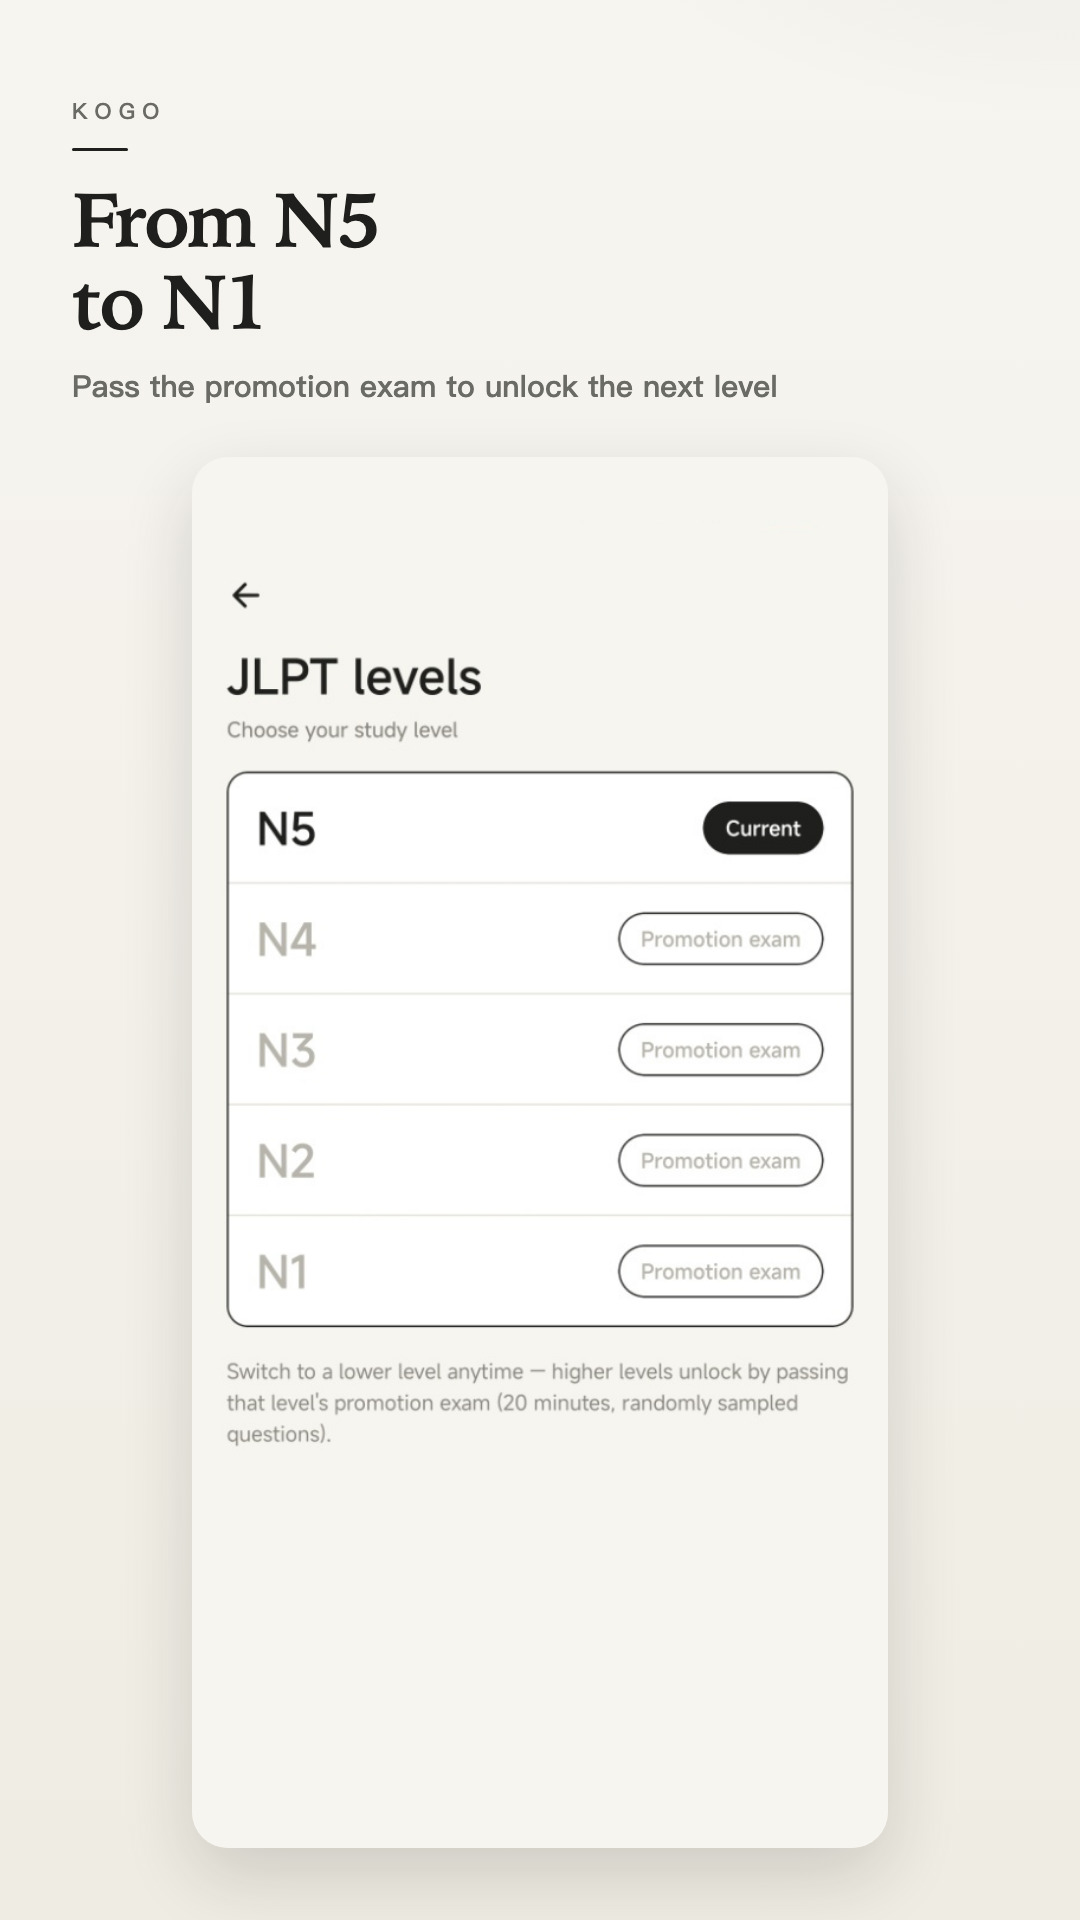 KOGO
From N5
to N1
Pass the promotion exam to unlock the next level
JLPT levels
Choose your study level
N5
Current
N4
Promotion exam
N3
Promotion exam
N2
Promotion exam
N1
Promotion exam
Switch to a lower level anytime — higher levels unlock by passing
that level's promotion exam (20 minutes, randomly sampled
questions).